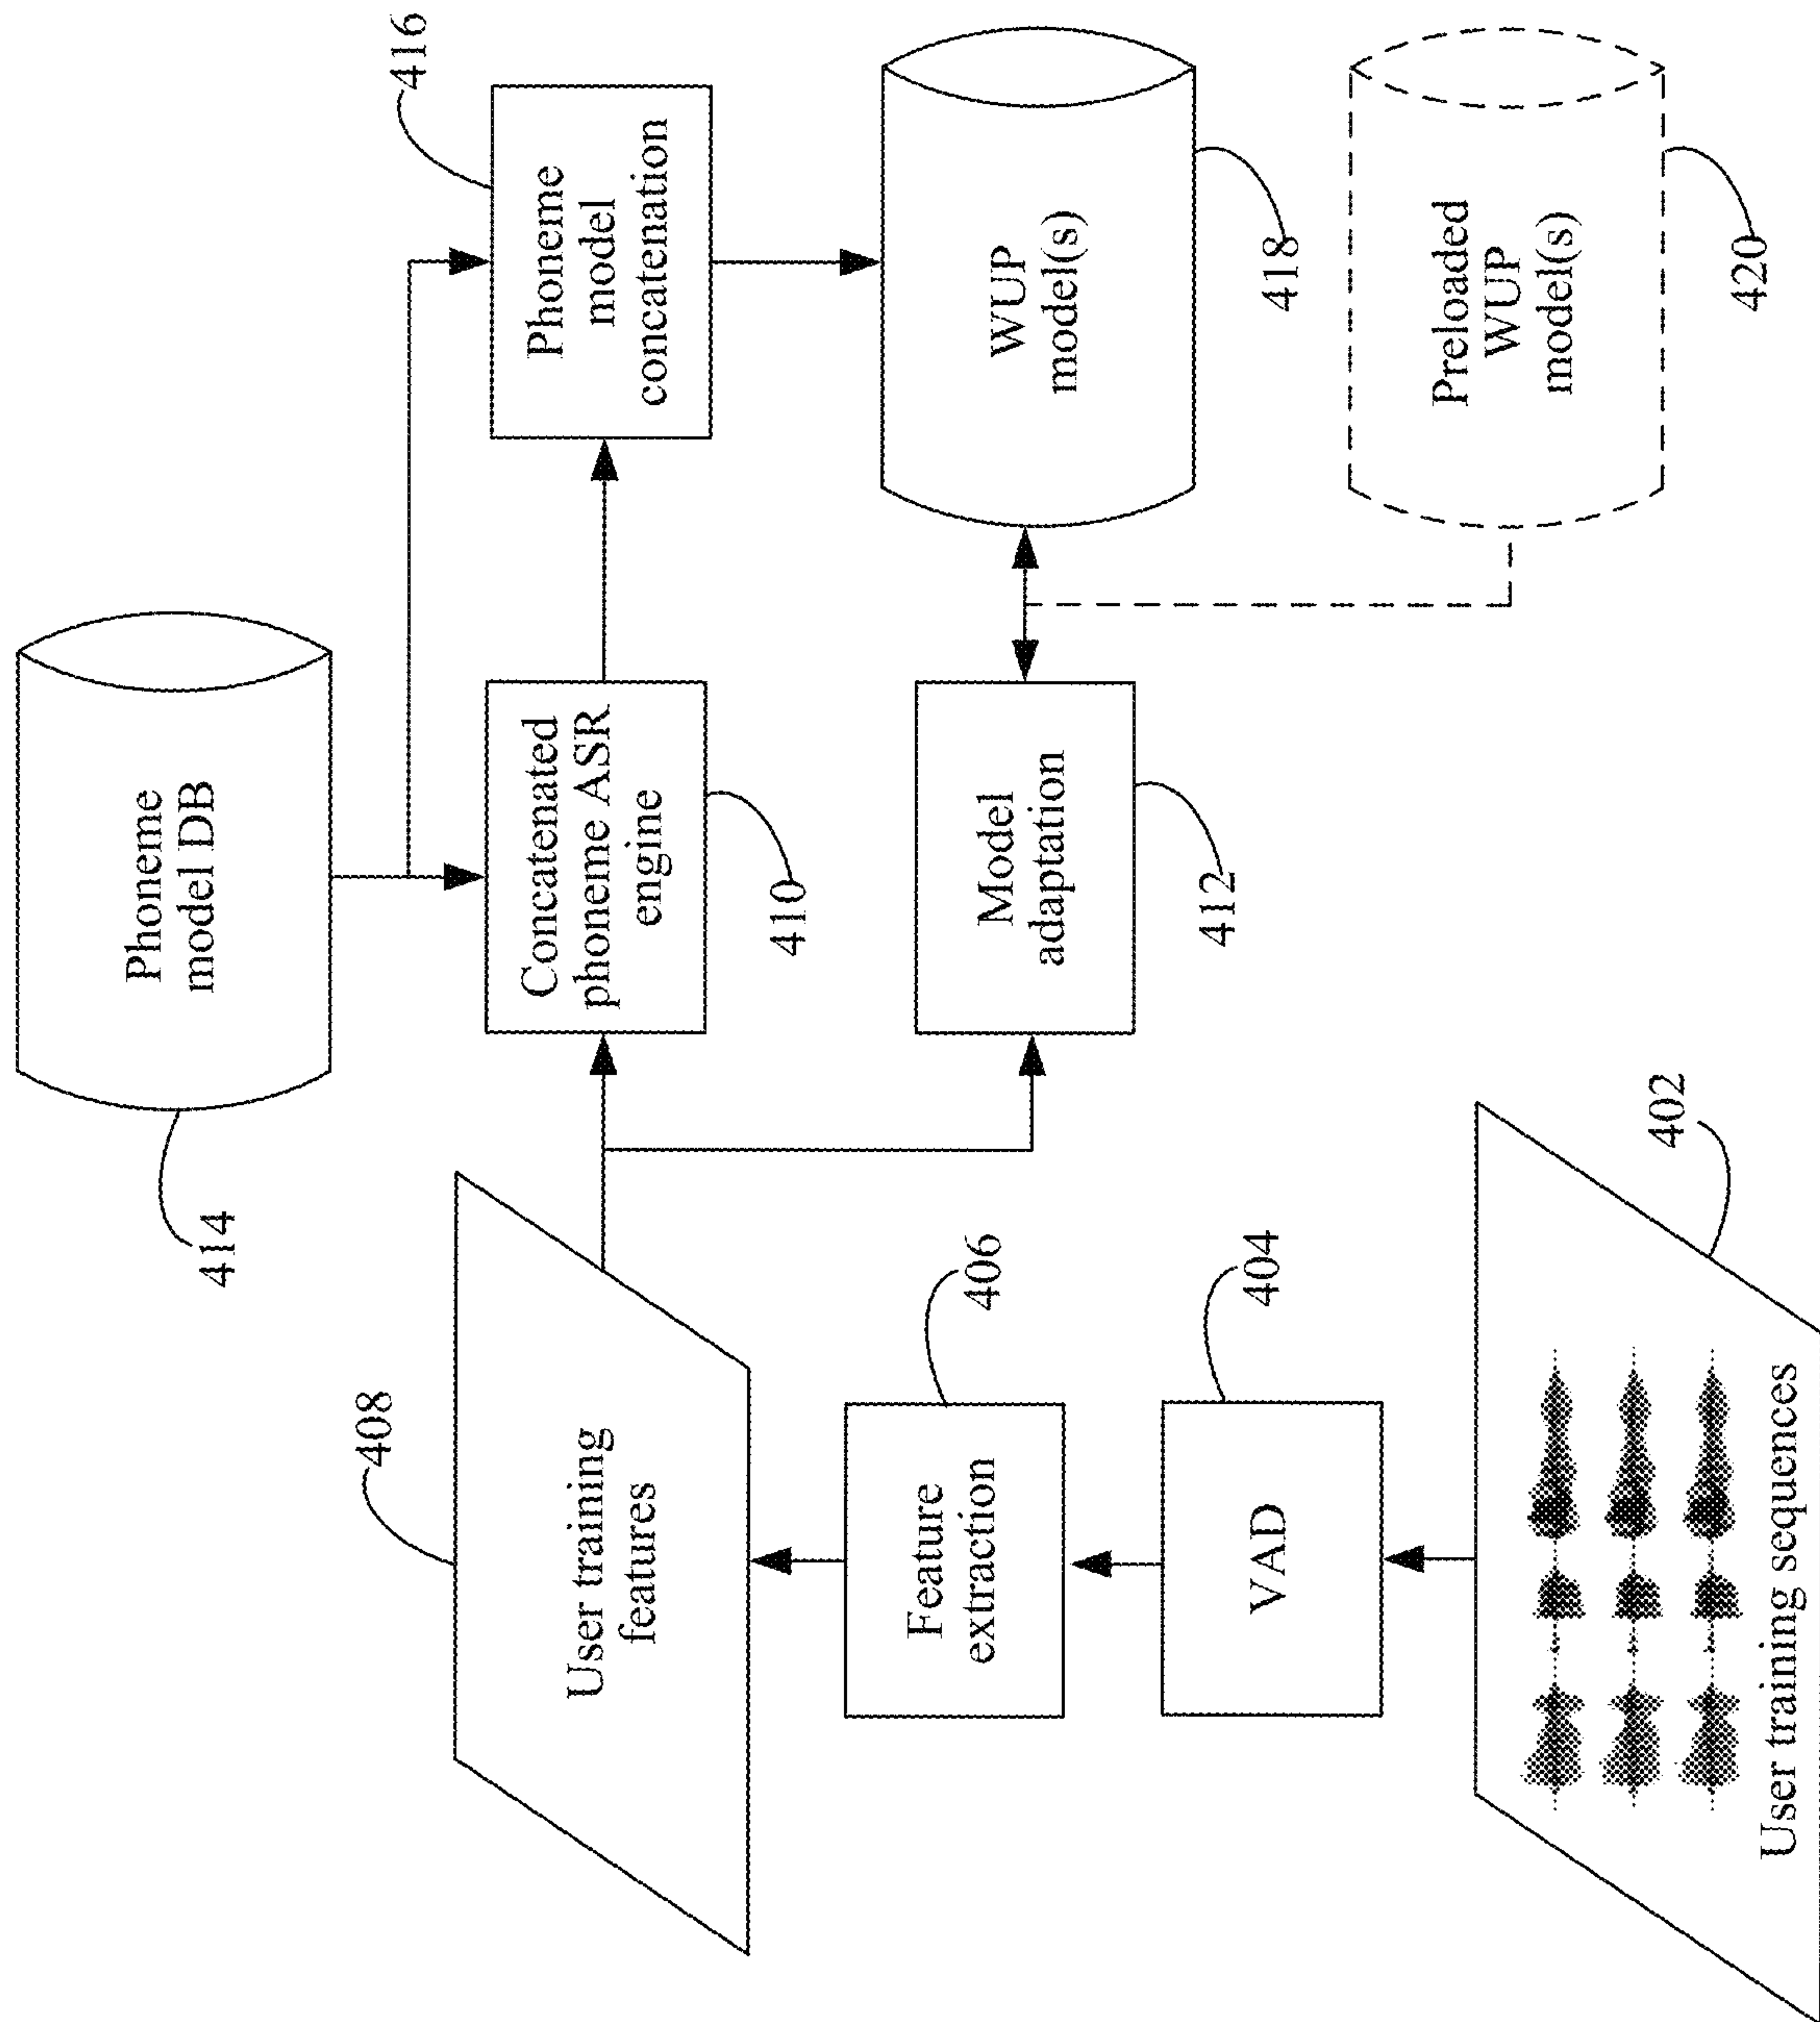 Phoneme
model DB
414
416
Phoneme
model
concatenation
Concatenated
phoneme ASR
engine
410
408
User training
features
WUP
model(s)
418
Model
adaptation
412
Feature
extraction
406
Preloaded
WUP
model(s)
420
VAD
404
402
User training sequences